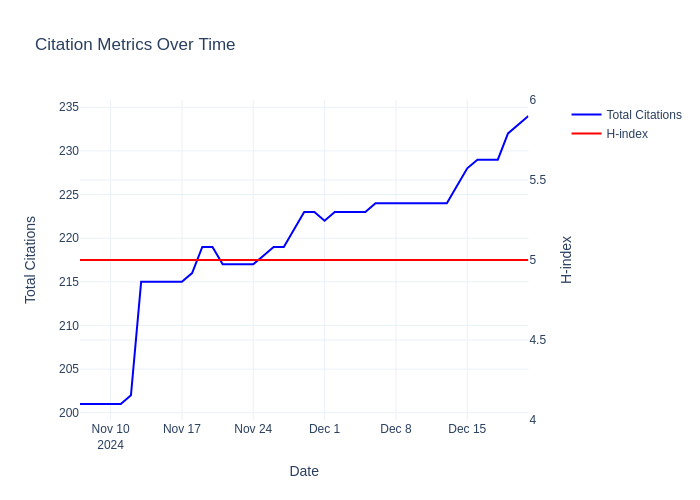 Citation Metrics Over Time
Total Citations
H-index
235
230
225
220
215
210
205
200
6
5.5
5
4.5
4
Total Citations
H-index
Nov 10
2024
Nov 17
Nov 24
Dec 1
Dec 8
Dec 15
Date